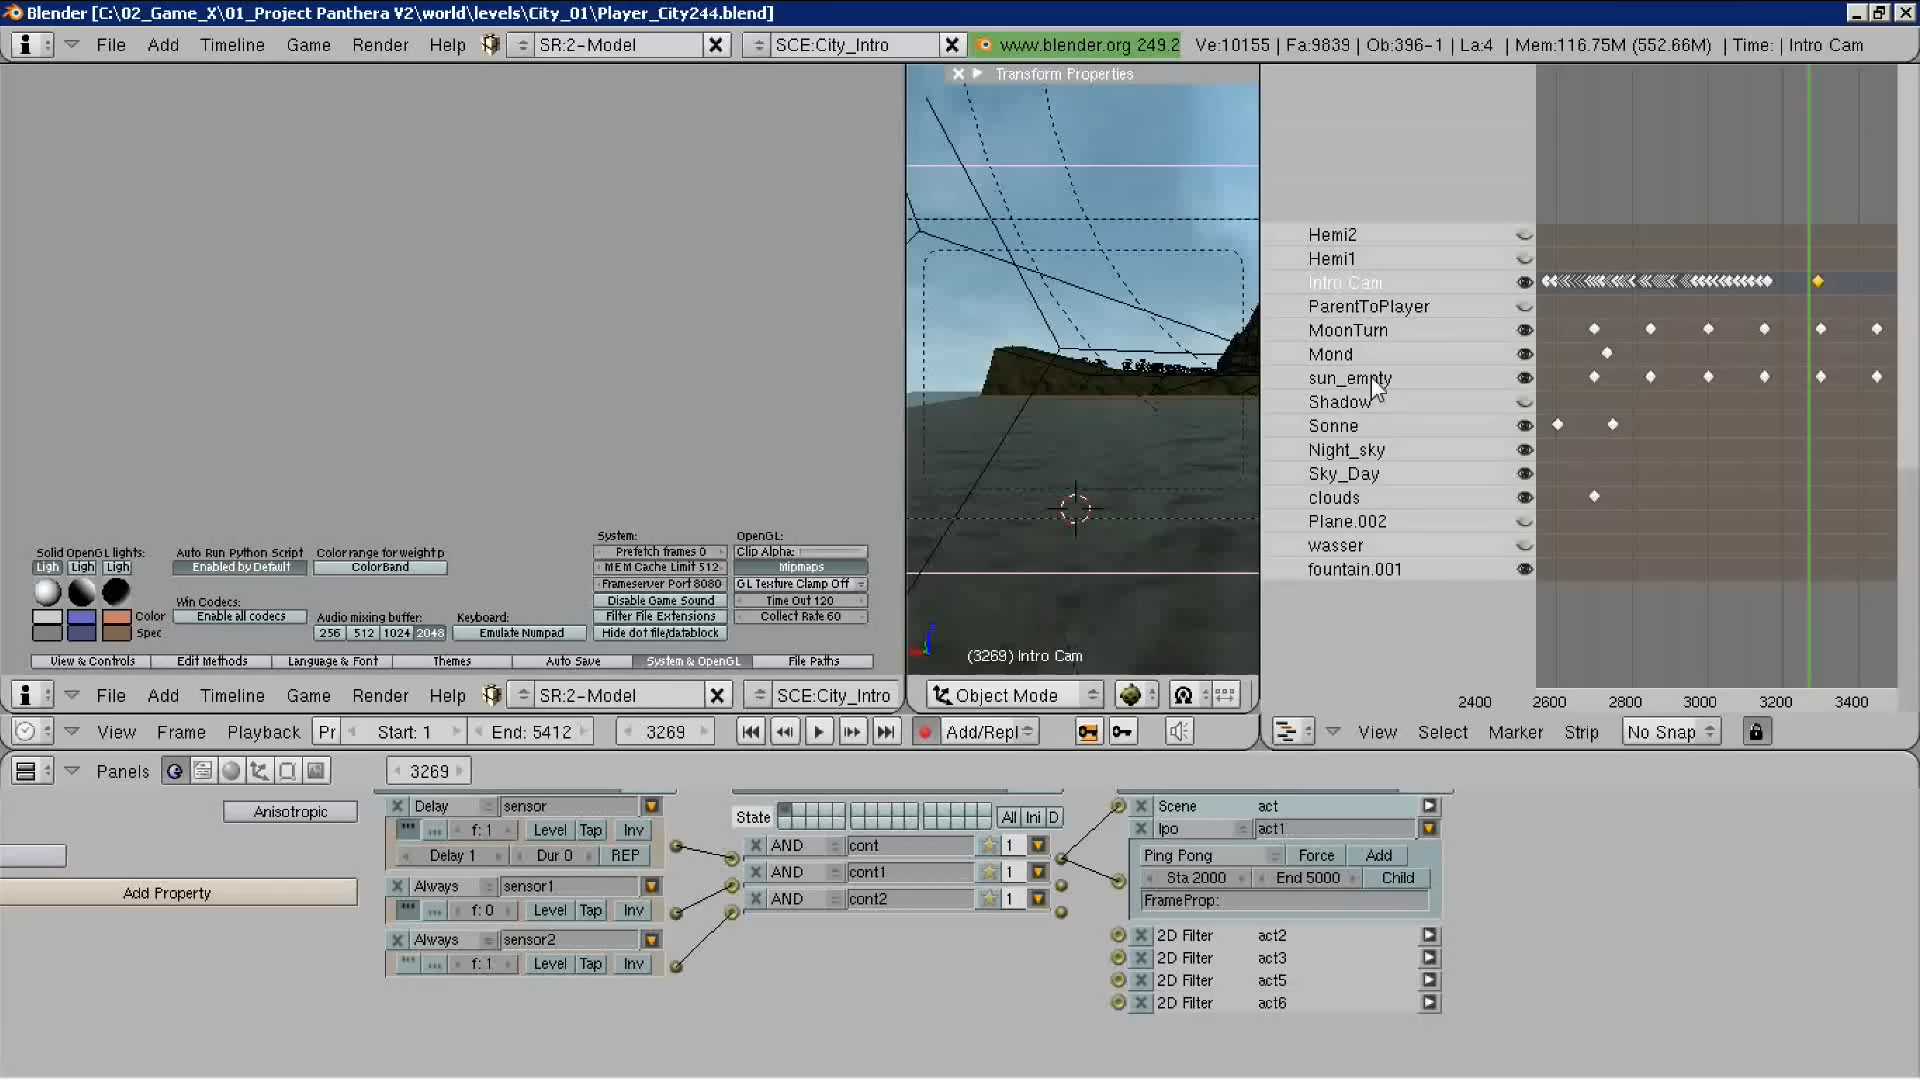 Blender [C:\02_Game_X\01_Project Panthera V2\world\levels\City_01\Player_City244.blend]
File Add Timeline Game Render Help SR:2-Model SCE:City_Intro www.blender.org 249.2 Ve:10155 | Fa:9839 | Ob:396-1 | La:4 | Mem:116.75M (552.66M) | Time: | Intro Cam
Transform Properties
Hemi2
Hemi1
Intro Cam
ParentToPlayer
MoonTurn
Mond
sun_empty
Shadow
Sonne
Night_sky
Sky_Day
clouds
Plane.002
wasser
fountain.001
Solid OpenGL lights:
Ligh Ligh Ligh
Color
Spec
Auto Run Python Script
Enabled by Default
Win Codecs:
Enable all codecs
Color range for weight p
ColorBand
Audio mixing buffer:
256 512 1024 2048
Keyboard:
Emulate Numpad
System:
Prefetch frames 0
MEM Cache Limit 512
Frameserver Port 8080
Disable Game Sound
Filter File Extensions
Hide dot file/datablock
OpenGL:
Clip Alpha:
Mipmaps
GL Texture Clamp Off
Time Out 120
Collect Rate 60
View & Controls Edit Methods Language & Font Themes Auto Save System & OpenGL File Paths
(3269) Intro Cam
File Add Timeline Game Render Help SR:2-Model SCE:City_Intro
Object Mode
2400 2600 2800 3000 3200 3400
View Frame Playback Pr Start: 1 End: 5412 3269 Add/Repl
View Select Marker Strip No Snap
Panels 3269
Anisotropic
Add Property
Delay sensor
f: 1 Level Tap Inv
Delay 1 Dur 0 REP
Always sensor1
f: 0 Level Tap Inv
Always sensor2
f: 1 Level Tap Inv
State All Ini D
AND cont 1
AND cont1 1
AND cont2 1
Scene act
Ipo act1
Ping Pong Force Add
Sta 2000 End 5000 Child
FrameProp:
2D Filter act2
2D Filter act3
2D Filter act5
2D Filter act6